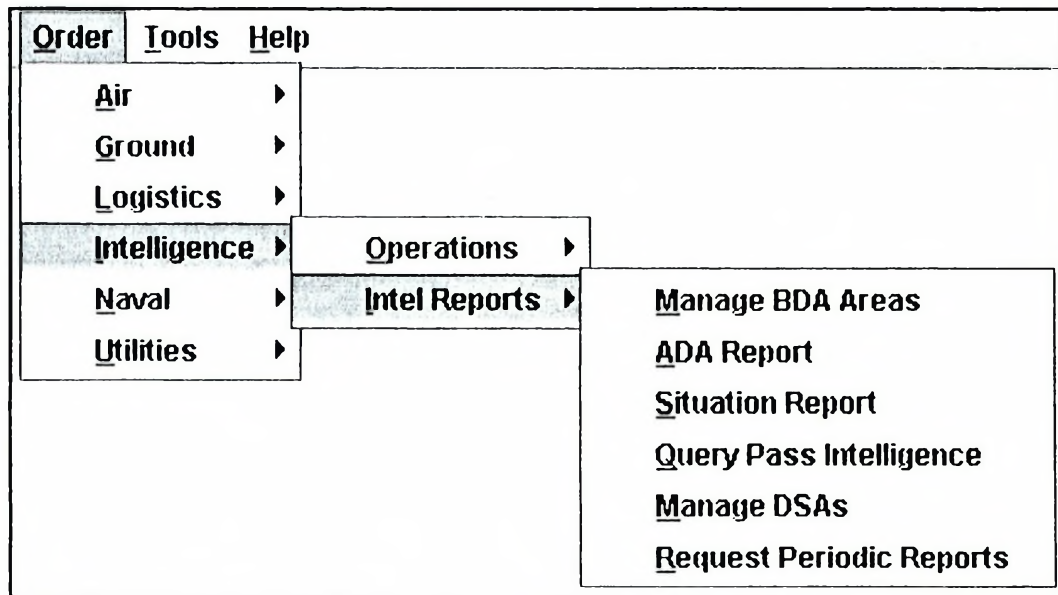 Order Tools Help
Air
Ground
Logistics
Intelligence
Naval
Utilities
Operations
Intel Reports
Manage BDA Areas
ADA Report
Situation Report
Query Pass Intelligence
Manage DSAs
Request Periodic Reports